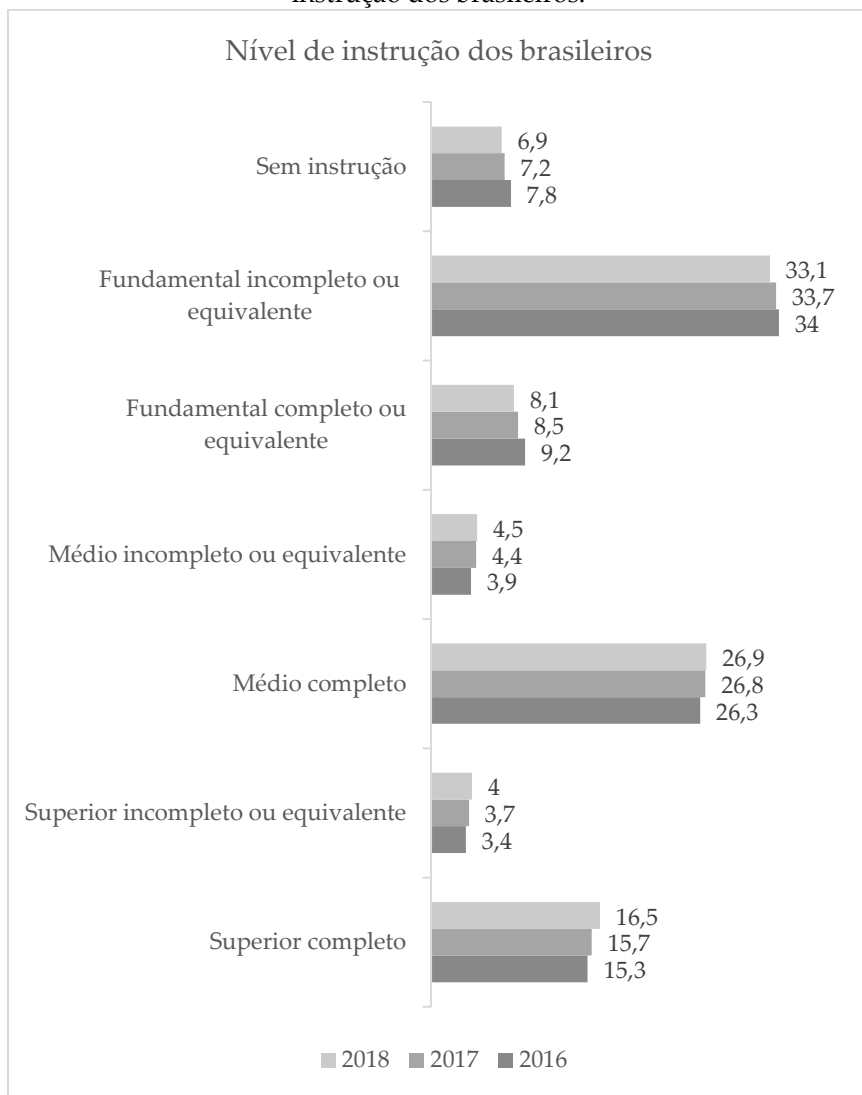 instrução dos brasileiros.
Nível de instrução dos brasileiros
Sem instrução
6,9
7,2
7,8
Fundamental incompleto ou
equivalente
33,1
33,7
34
Fundamental completo ou
equivalente
8,1
8,5
9,2
Médio incompleto ou equivalente
4,5
4,4
3,9
Médio completo
26,9
26,8
26,3
Superior incompleto ou equivalente
4
3,7
3,4
Superior completo
16,5
15,7
15,3
2018 2017 2016